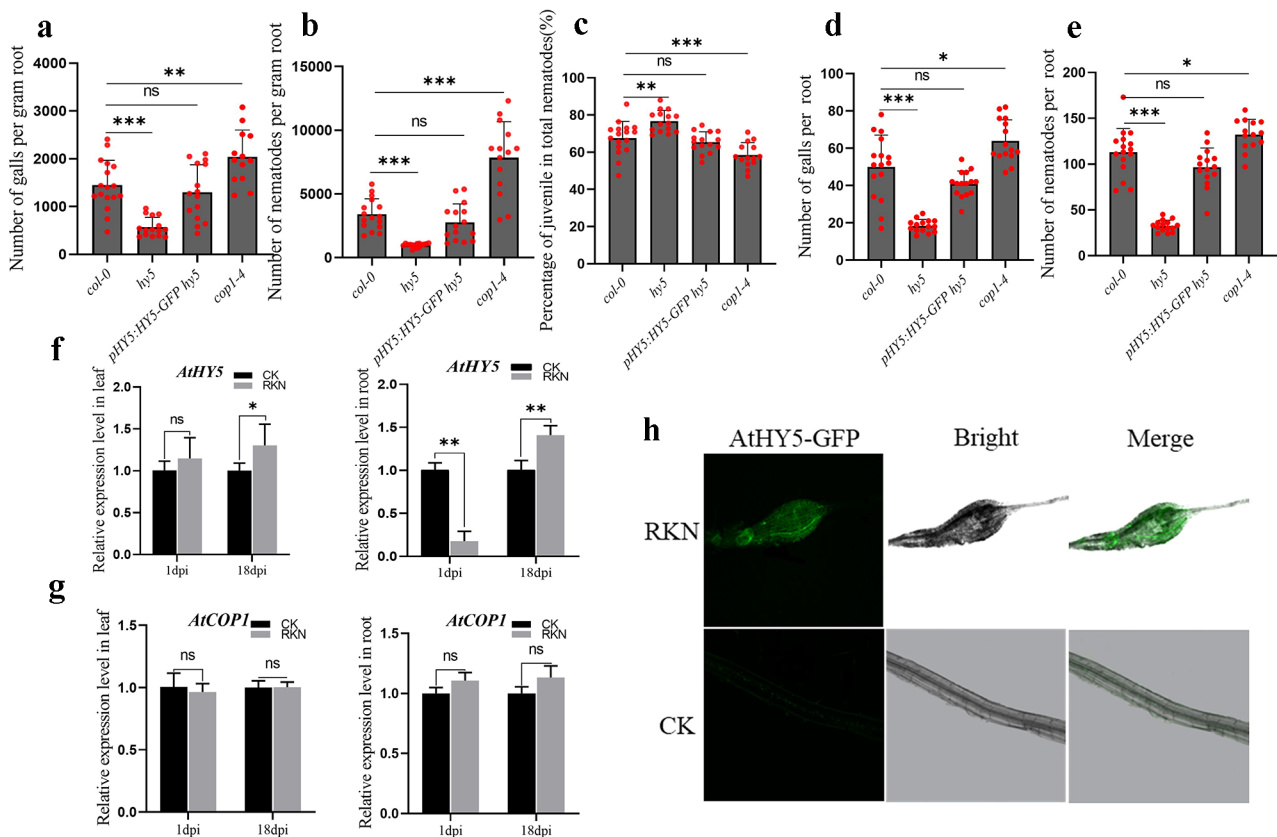 a
Number of galls per gram root
4000
3000
2000
1000
0
**
ns
***
col-0
hy5
pHY5:HY5-GFP hy5
cop1-4
b
Number of nematodes per gram root
15000
10000
5000
0
***
ns
***
col-0
hy5
pHY5:HY5-GFP hy5
cop1-4
c
Percentage of juvenile in total nematodes(%)
100
80
60
40
20
0
***
ns
**
col-0
hy5
pHY5:HY5-GFP hy5
cop1-4
d
Number of galls per root
100
80
60
40
20
0
*
ns
***
col-0
hy5
pHY5:HY5-GFP hy5
cop1-4
e
Number of nematodes per root
200
150
100
50
0
*
ns
***
col-0
hy5
pHY5:HY5-GFP hy5
cop1-4
f
AtHY5
CK
RKN
Relative expression level in leaf
2.0
1.5
1.0
0.5
0.0
ns
*
1dpi
18dpi
AtHY5
CK
RKN
Relative expression level in root
2.0
1.5
1.0
0.5
0.0
**
**
1dpi
18dpi
g
AtCOP1
CK
RKN
Relative expression level in leaf
1.5
1.0
0.5
0.0
ns
ns
1dpi
18dpi
AtCOP1
CK
RKN
Relative expression level in root
1.5
1.0
0.5
0.0
ns
ns
1dpi
18dpi
h
AtHY5-GFP
Bright
Merge
RKN
CK